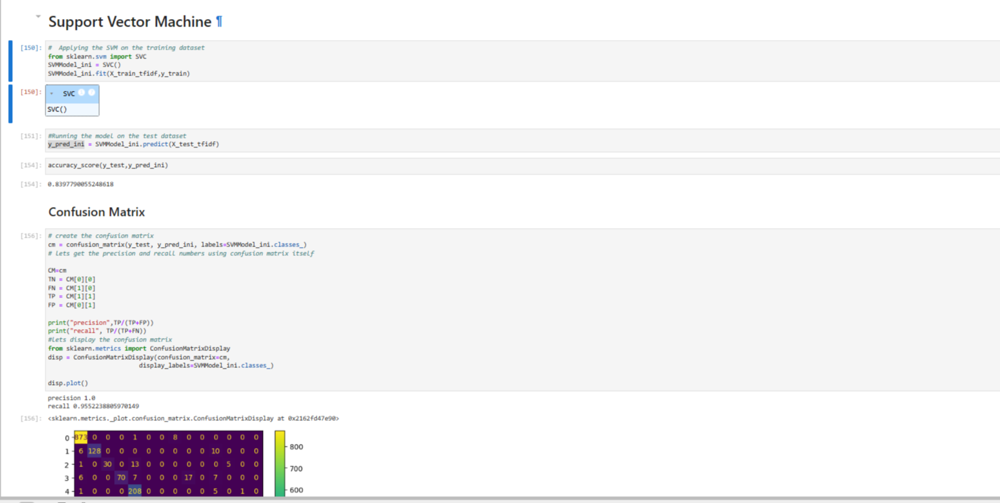 Support Vector Machine ¶
[150]: # Applying the SVM on the training dataset
from sklearn.svm import SVC
SVMModel_ini = SVC()
SVMModel_ini.fit(X_train_tfidf,y_train)
[150]: SVC
SVC()
[151]: #Running the model on the test dataset
y_pred_ini = SVMModel_ini.predict(X_test_tfidf)
[154]: accuracy_score(y_test,y_pred_ini)
[154]: 0.8397790055248618
Confusion Matrix
[156]: # create the confusion matrix
cm = confusion_matrix(y_test, y_pred_ini, labels=SVMModel_ini.classes_)
# lets get the precision and recall numbers using confusion matrix itself
CM=cm
TN = CM[0][0]
FN = CM[1][0]
TP = CM[1][1]
FP = CM[0][1]
print("precision",TP/(TP+FP))
print("recall", TP/(TP+FN))
#Lets display the confusion matrix
from sklearn.metrics import ConfusionMatrixDisplay
disp = ConfusionMatrixDisplay(confusion_matrix=cm,
display_labels=SVMModel_ini.classes_)
disp.plot()
precision 1.0
recall 0.9552238805970149
[156]: <sklearn.metrics._plot.confusion_matrix.ConfusionMatrixDisplay at 0x2162fd47e90>
0 873 0 0 0 1 0 0 8 0 0 0 0 0 0
1 6 128 0 0 0 0 0 0 0 0 10 0 0 0
2 1 0 30 0 13 0 0 0 0 0 0 5 0 0
3 6 0 0 70 7 0 0 0 17 0 7 0 0 0
4 1 0 0 0 208 0 0 0 0 0 5 0 1 0
800
700
600